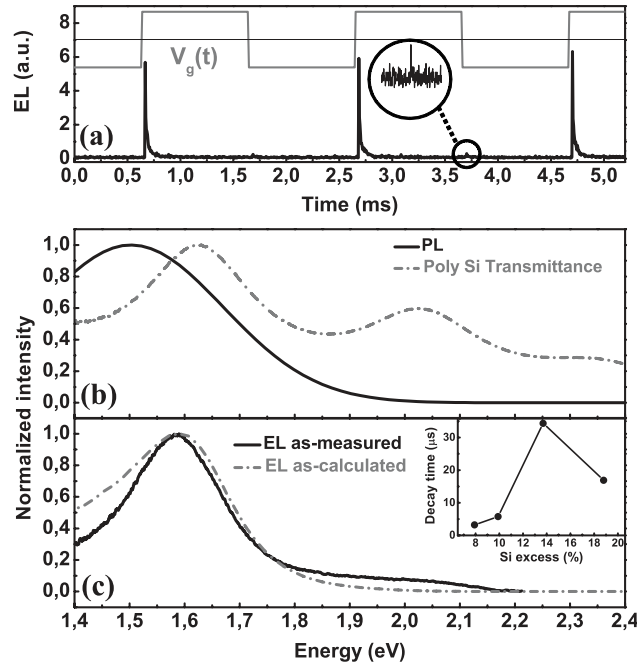 8
6
4
2
0
EL (a.u.)
Vg(t)
(a)
0,0 0,5 1,0 1,5 2,0 2,5 3,0 3,5 4,0 4,5 5,0
Time (ms)
1,0
0,8
0,6
0,4
0,2
0,0
PL
Poly Si Transmittance
(b)
Normalized intensity
1,0
0,8
0,6
0,4
0,2
0,0
EL as-measured
EL as-calculated
Decay time (μs)
30
20
10
0
8 10 12 14 16 18 20
Si excess (%)
(c)
1,4 1,5 1,6 1,7 1,8 1,9 2,0 2,1 2,2 2,3 2,4
Energy (eV)